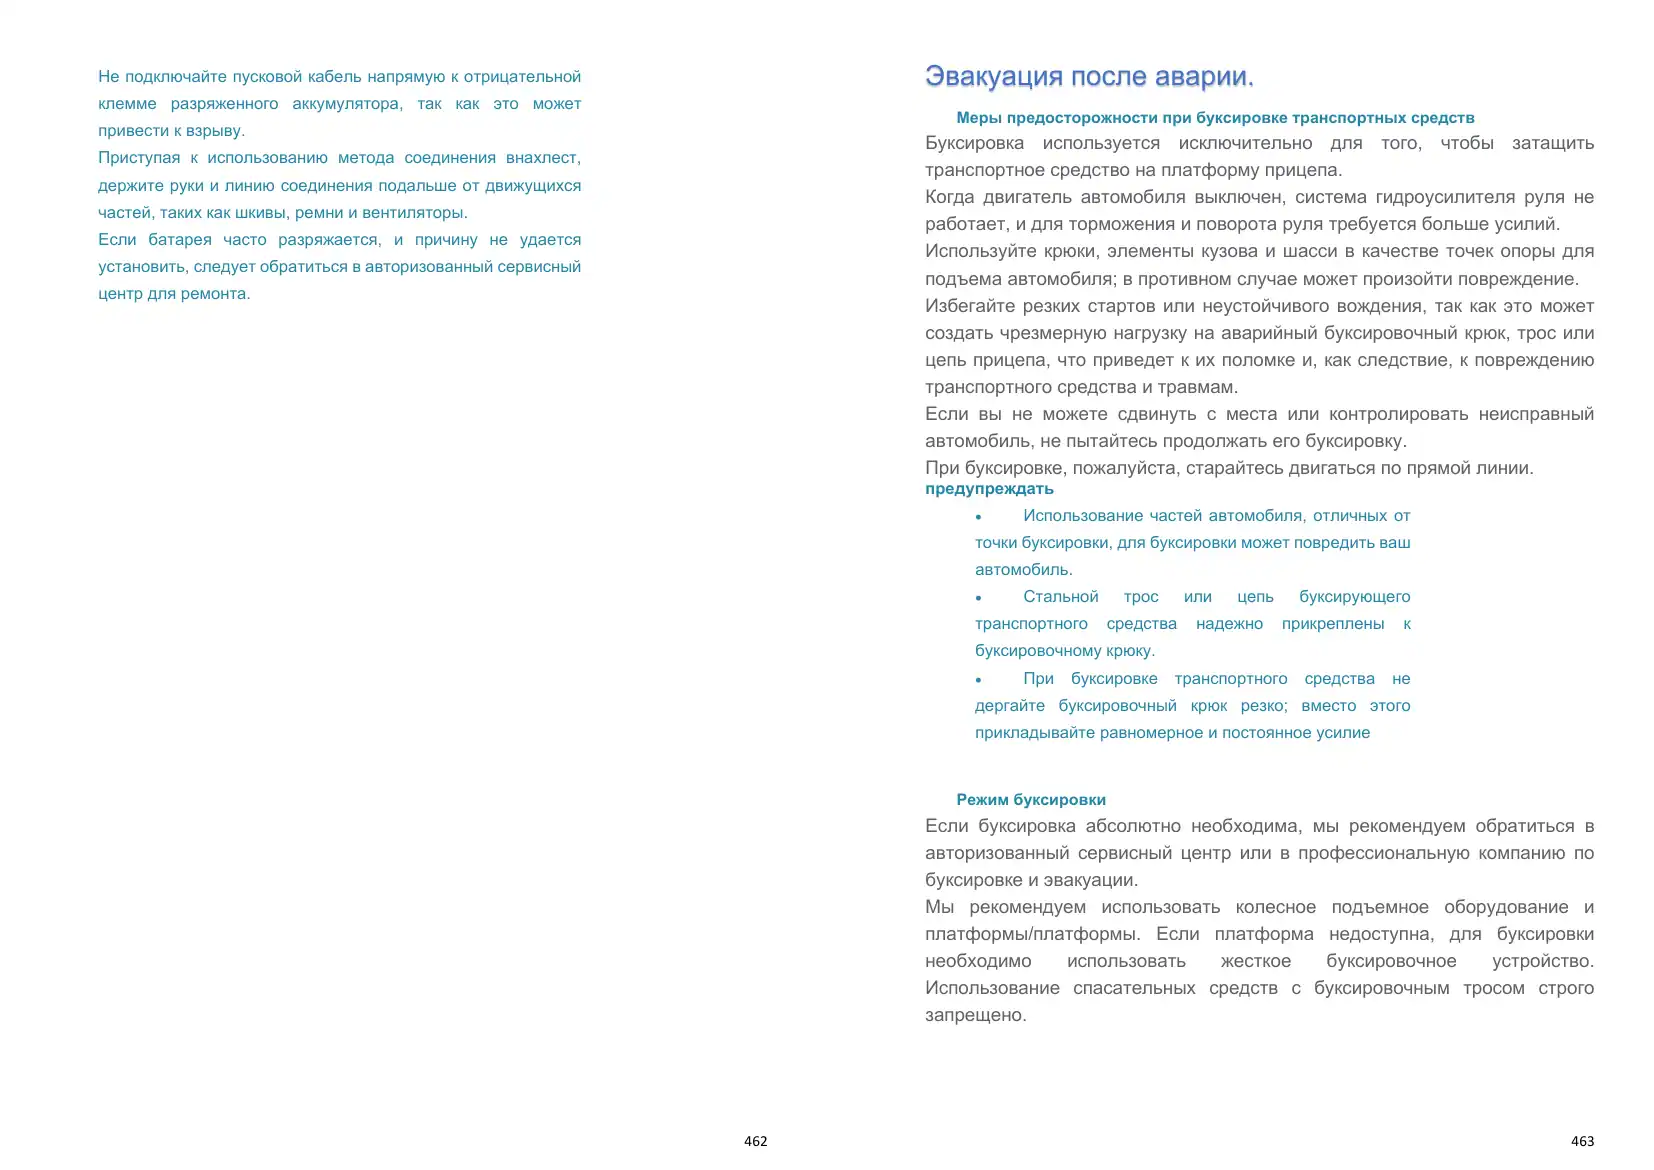 Не подключайте пусковой кабель напрямую к отрицательной
клемме разряженного аккумулятора, так как это может
привести к взрыву.
Приступая к использованию метода соединения внахлест,
держите руки и линию соединения подальше от движущихся
частей, таких как шкивы, ремни и вентиляторы.
Если батарея часто разряжается, и причину не удается
установить, следует обратиться в авторизованный сервисный
центр для ремонта.
462
Эвакуация после аварии.
Меры предосторожности при буксировке транспортных средств
Буксировка используется исключительно для того, чтобы затащить
транспортное средство на платформу прицепа.
Когда двигатель автомобиля выключен, система гидроусилителя руля не
работает, и для торможения и поворота руля требуется больше усилий.
Используйте крюки, элементы кузова и шасси в качестве точек опоры для
подъема автомобиля; в противном случае может произойти повреждение.
Избегайте резких стартов или неустойчивого вождения, так как это может
создать чрезмерную нагрузку на аварийный буксировочный крюк, трос или
цепь прицепа, что приведет к их поломке и, как следствие, к повреждению
транспортного средства и травмам.
Если вы не можете сдвинуть с места или контролировать неисправный
автомобиль, не пытайтесь продолжать его буксировку.
При буксировке, пожалуйста, старайтесь двигаться по прямой линии.
предупреждать
• Использование частей автомобиля, отличных от
точки буксировки, для буксировки может повредить ваш
автомобиль.
• Стальной трос или цепь буксирующего
транспортного средства надежно прикреплены к
буксировочному крюку.
• При буксировке транспортного средства не
дергайте буксировочный крюк резко; вместо этого
прикладывайте равномерное и постоянное усилие
Режим буксировки
Если буксировка абсолютно необходима, мы рекомендуем обратиться в
авторизованный сервисный центр или в профессиональную компанию по
буксировке и эвакуации.
Мы рекомендуем использовать колесное подъемное оборудование и
платформы/платформы. Если платформа недоступна, для буксировки
необходимо использовать жесткое буксировочное устройство.
Использование спасательных средств с буксировочным тросом строго
запрещено.
463